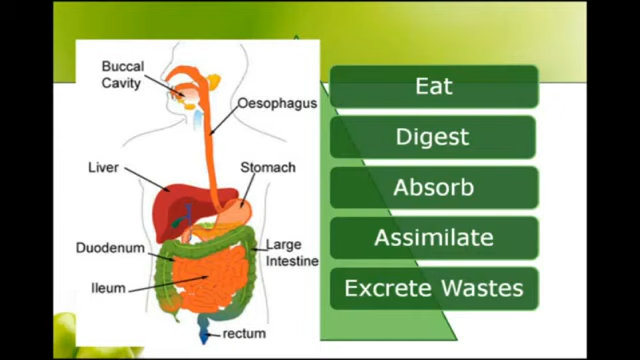 Buccal
Cavity
Oesophagus
Liver
Stomach
Duodenum
Large
Intestine
Ileum
rectum
Eat
Digest
Absorb
Assimilate
Excrete Wastes